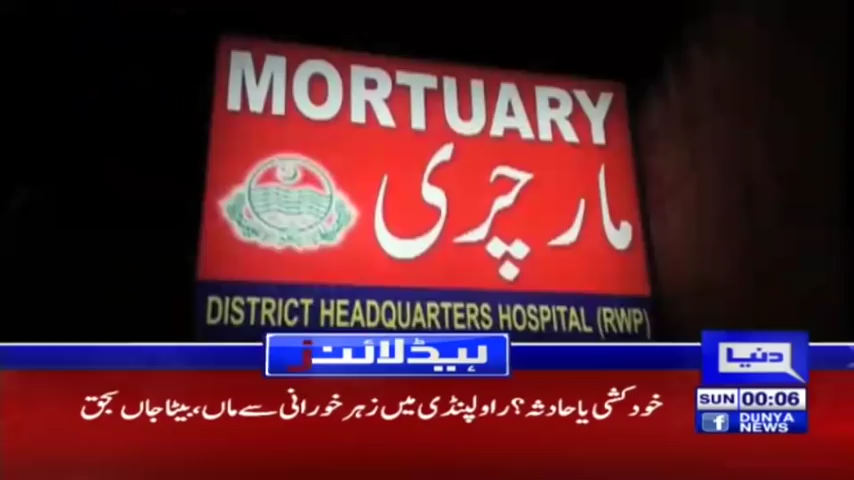 MORTUARY
مارچری
DISTRICT HEADQUARTERS HOSPITAL (RWP)
ہیڈلائنز
دنیا
خودکشی یا حادثہ؟ راولپنڈی میں زہر خورانی سے ماں، بیٹا جاں بحق
SUN 00:06
f DUNYA NEWS